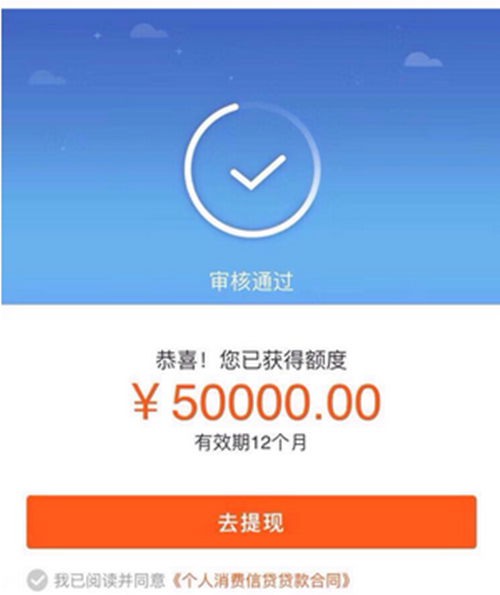 审核通过
恭喜！您已获得额度
￥50000.00
有效期12个月
去提现
我已阅读并同意《个人消费信贷贷款合同》